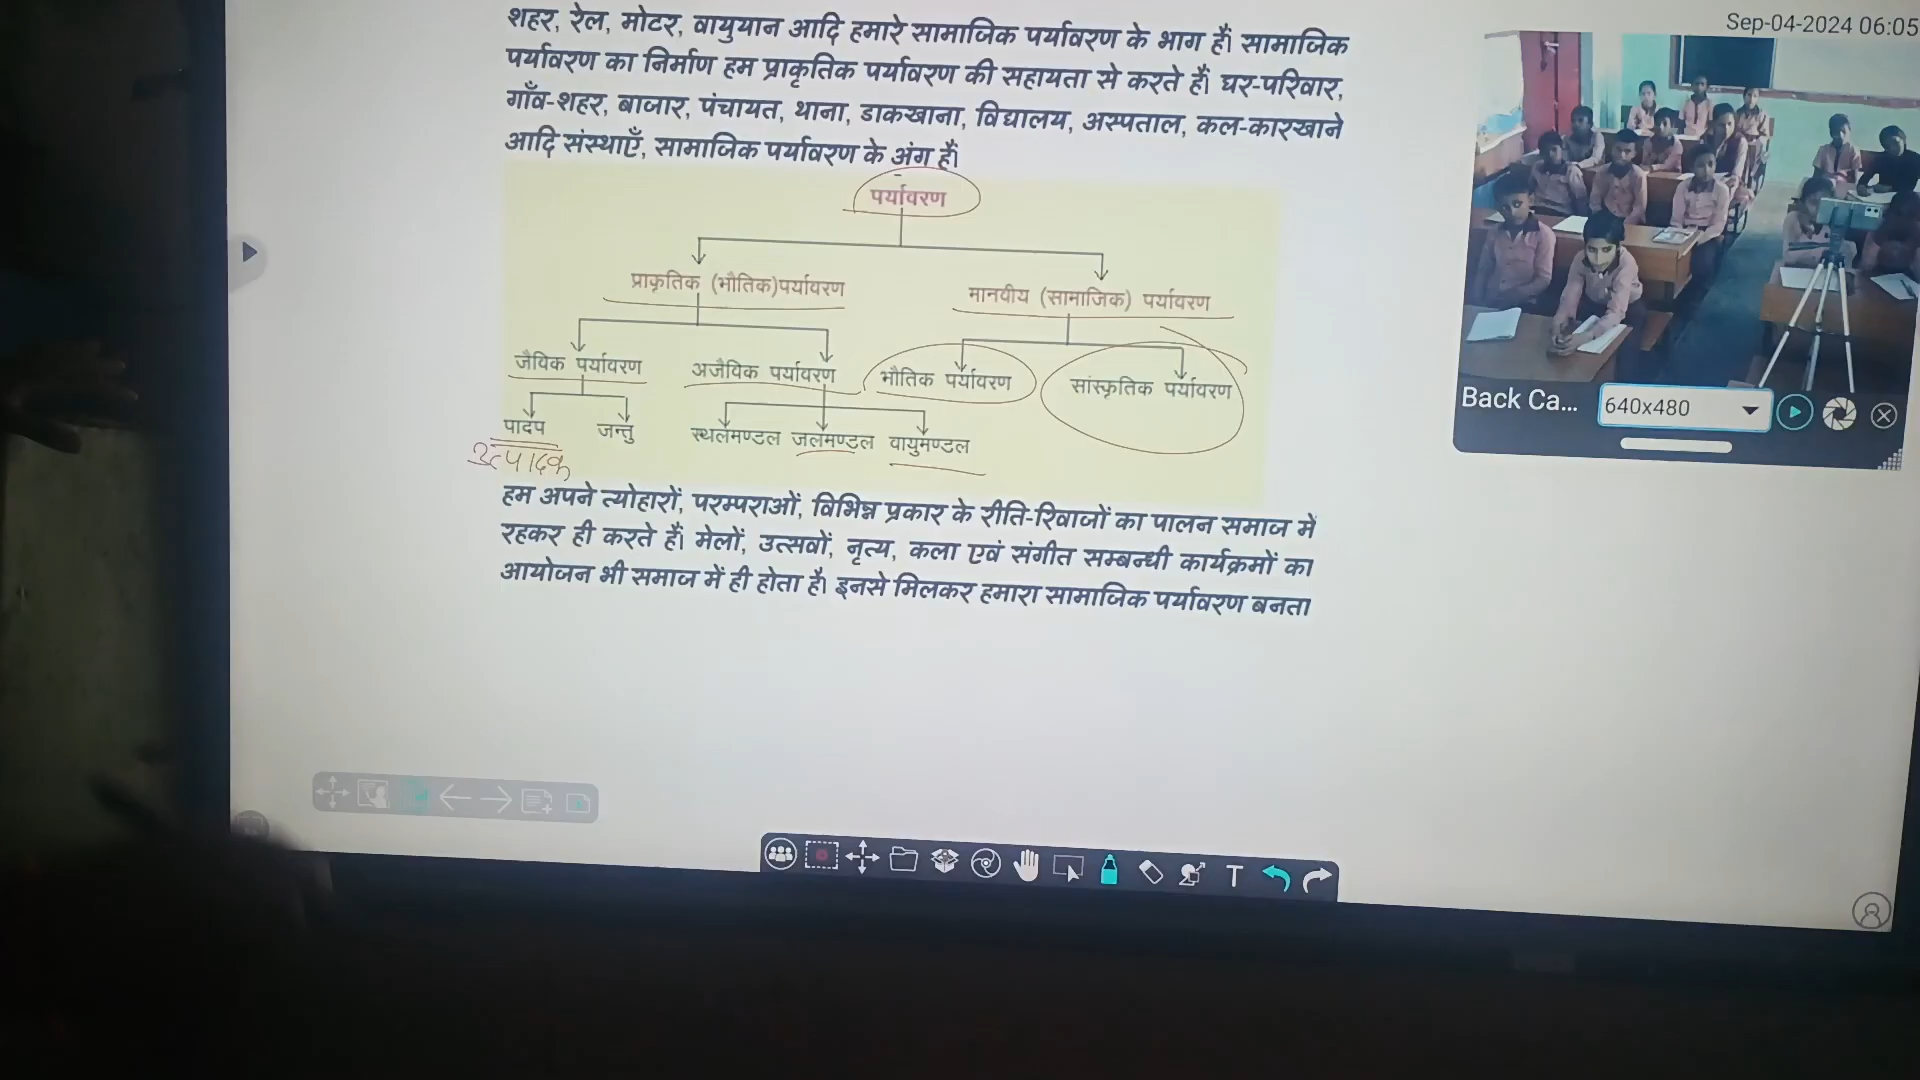 शहर, रेल, मोटर, वायुयान आदि हमारे सामाजिक पर्यावरण के भाग हैं। सामाजिक
पर्यावरण का निर्माण हम प्राकृतिक पर्यावरण की सहायता से करते हैं। घर-परिवार,
गाँव-शहर, बाजार, पंचायत, थाना, डाकखाना, विद्यालय, अस्पताल, कल-कारखाने
आदि संस्थाएँ, सामाजिक पर्यावरण के अंग हैं।
पर्यावरण
प्राकृतिक (भौतिक)पर्यावरण मानवीय (सामाजिक) पर्यावरण
जैविक पर्यावरण अजैविक पर्यावरण भौतिक पर्यावरण सांस्कृतिक पर्यावरण
पादप जन्तु स्थलमण्डल जलमण्डल वायुमण्डल
उत्पादक
हम अपने त्योहारों, परम्पराओं, विभिन्न प्रकार के रीति-रिवाजों का पालन समाज में
रहकर ही करते हैं। मेलों, उत्सवों, नृत्य, कला एवं संगीत सम्बन्धी कार्यक्रमों का
आयोजन भी समाज में ही होता है। इनसे मिलकर हमारा सामाजिक पर्यावरण बनता
Sep-04-2024 06:05
Back Ca...
640x480
T